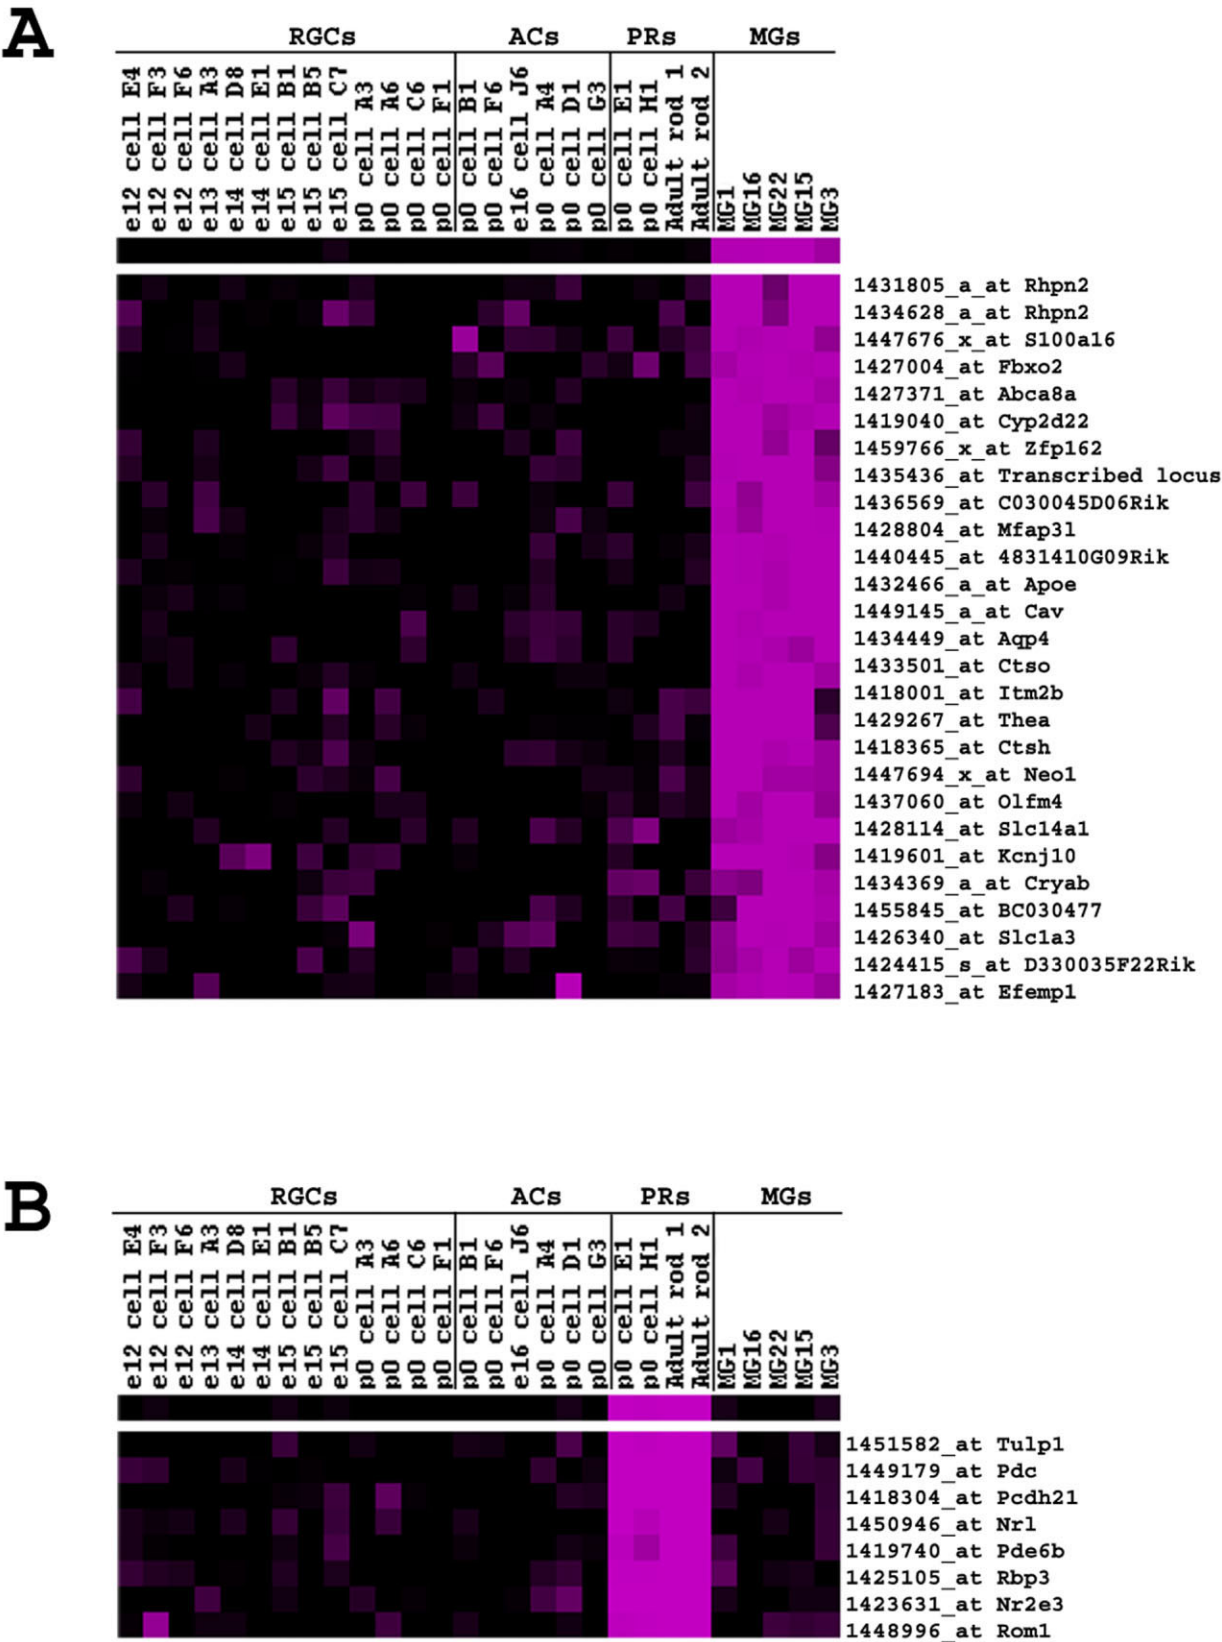 A
RGCs ACs PRs MGs
e12 cell E4
e12 cell F3
e12 cell F6
e13 cell A3
e14 cell D8
e14 cell E1
e15 cell B1
e15 cell B5
e15 cell C7
p0 cell A3
p0 cell A6
p0 cell C6
p0 cell F1
p0 cell B1
p0 cell F6
e16 cell J6
p0 cell A4
p0 cell D1
p0 cell G3
p0 cell E1
p0 cell H1
Adult rod 1
Adult rod 2
MG1
MG16
MG22
MG15
MG3
1431805_a_at Rhpn2
1434628_a_at Rhpn2
1447676_x_at S100a16
1427004_at Fbxo2
1427371_at Abca8a
1419040_at Cyp2d22
1459766_x_at Zfp162
1435436_at Transcribed locus
1436569_at C030045D06Rik
1428804_at Mfap3l
1440445_at 4831410G09Rik
1432466_a_at Apoe
1449145_a_at Cav
1434449_at Aqp4
1433501_at Ctso
1418001_at Itm2b
1429267_at Thea
1418365_at Ctsh
1447694_x_at Neo1
1437060_at Olfm4
1428114_at Slc14a1
1419601_at Kcnj10
1434369_a_at Cryab
1455845_at BC030477
1426340_at Slc1a3
1424415_s_at D330035F22Rik
1427183_at Efemp1
B
RGCs ACs PRs MGs
e12 cell E4
e12 cell F3
e12 cell F6
e13 cell A3
e14 cell D8
e14 cell E1
e15 cell B1
e15 cell B5
e15 cell C7
p0 cell A3
p0 cell A6
p0 cell C6
p0 cell F1
p0 cell B1
p0 cell F6
e16 cell J6
p0 cell A4
p0 cell D1
p0 cell G3
p0 cell E1
p0 cell H1
Adult rod 1
Adult rod 2
MG1
MG16
MG22
MG15
MG3
1451582_at Tulp1
1449179_at Pdc
1418304_at Pcdh21
1450946_at Nrl
1419740_at Pde6b
1425105_at Rbp3
1423631_at Nr2e3
1448996_at Rom1